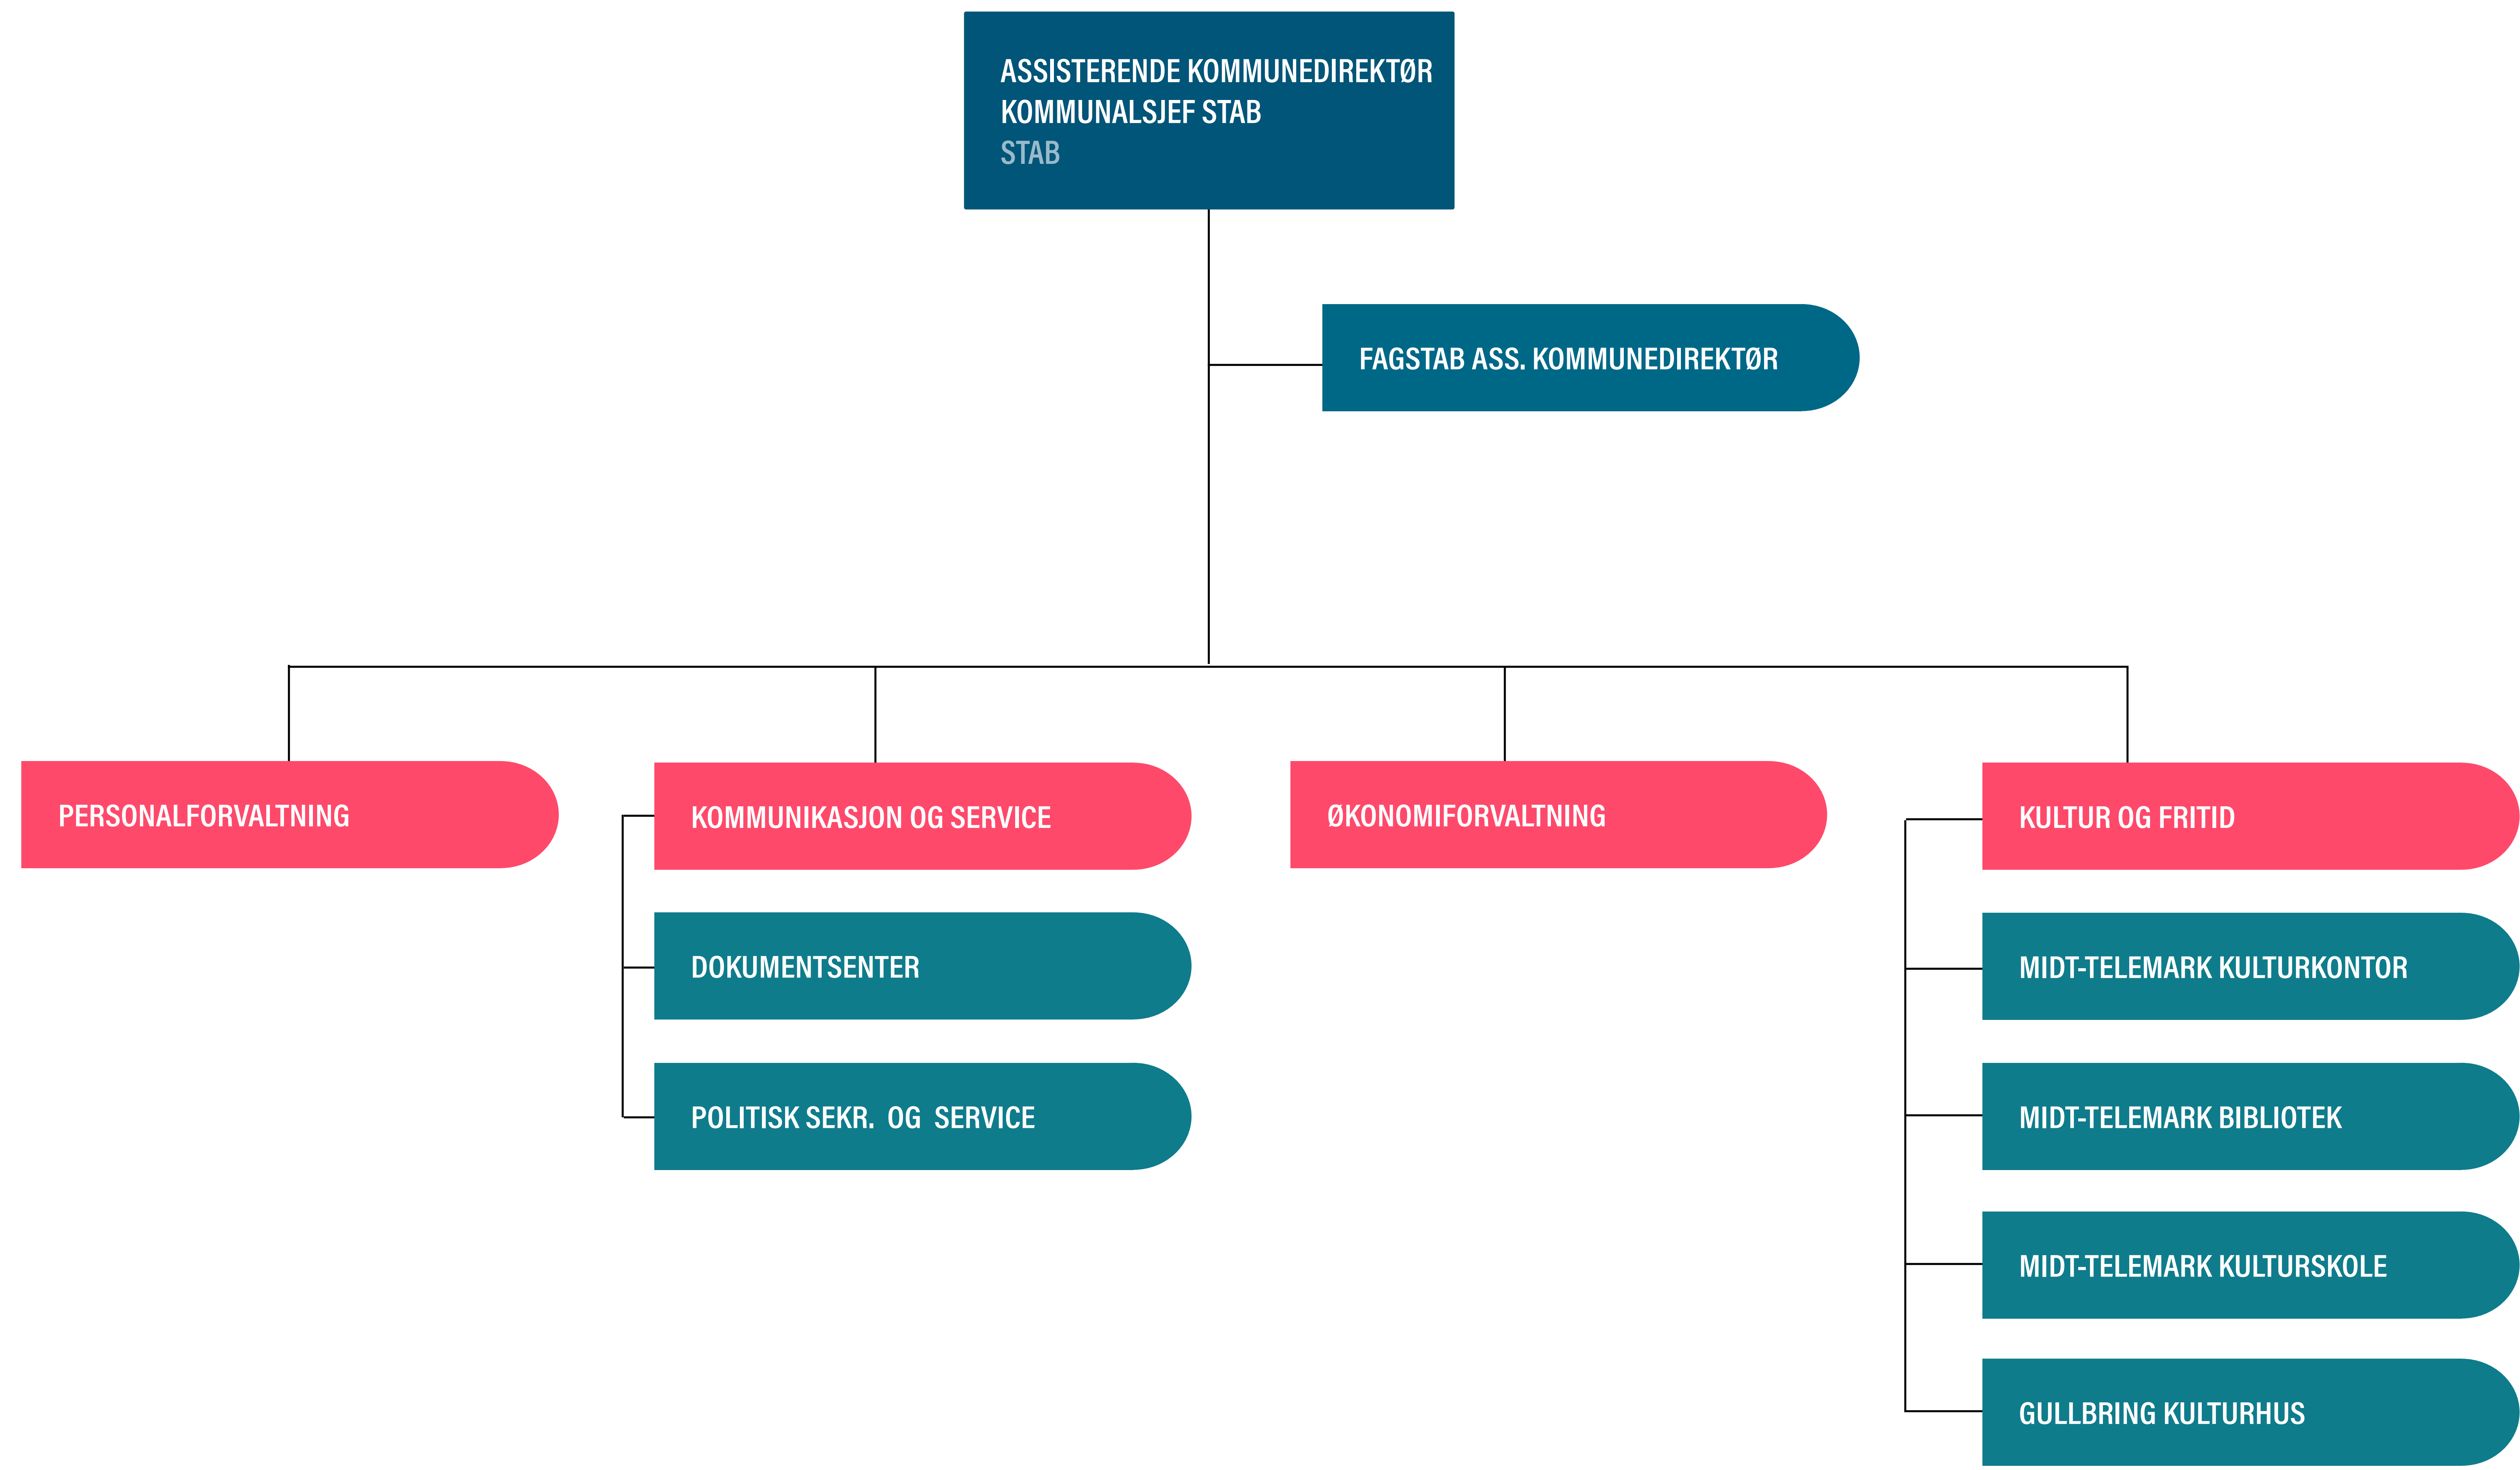 ASSISTERENDE KOMMUNEDIREKTØR
KOMMUNALSJEF STAB
STAB
FAGSTAB ASS. KOMMUNEDIREKTØR
PERSONALFORVALTNING
KOMMUNIKASJON OG SERVICE
DOKUMENTSENTER
POLITISK SEKR. OG SERVICE
ØKONOMIFORVALTNING
KULTUR OG FRITID
MIDT-TELEMARK KULTURKONTOR
MIDT-TELEMARK BIBLIOTEK
MIDT-TELEMARK KULTURSKOLE
GULLBRING KULTURHUS